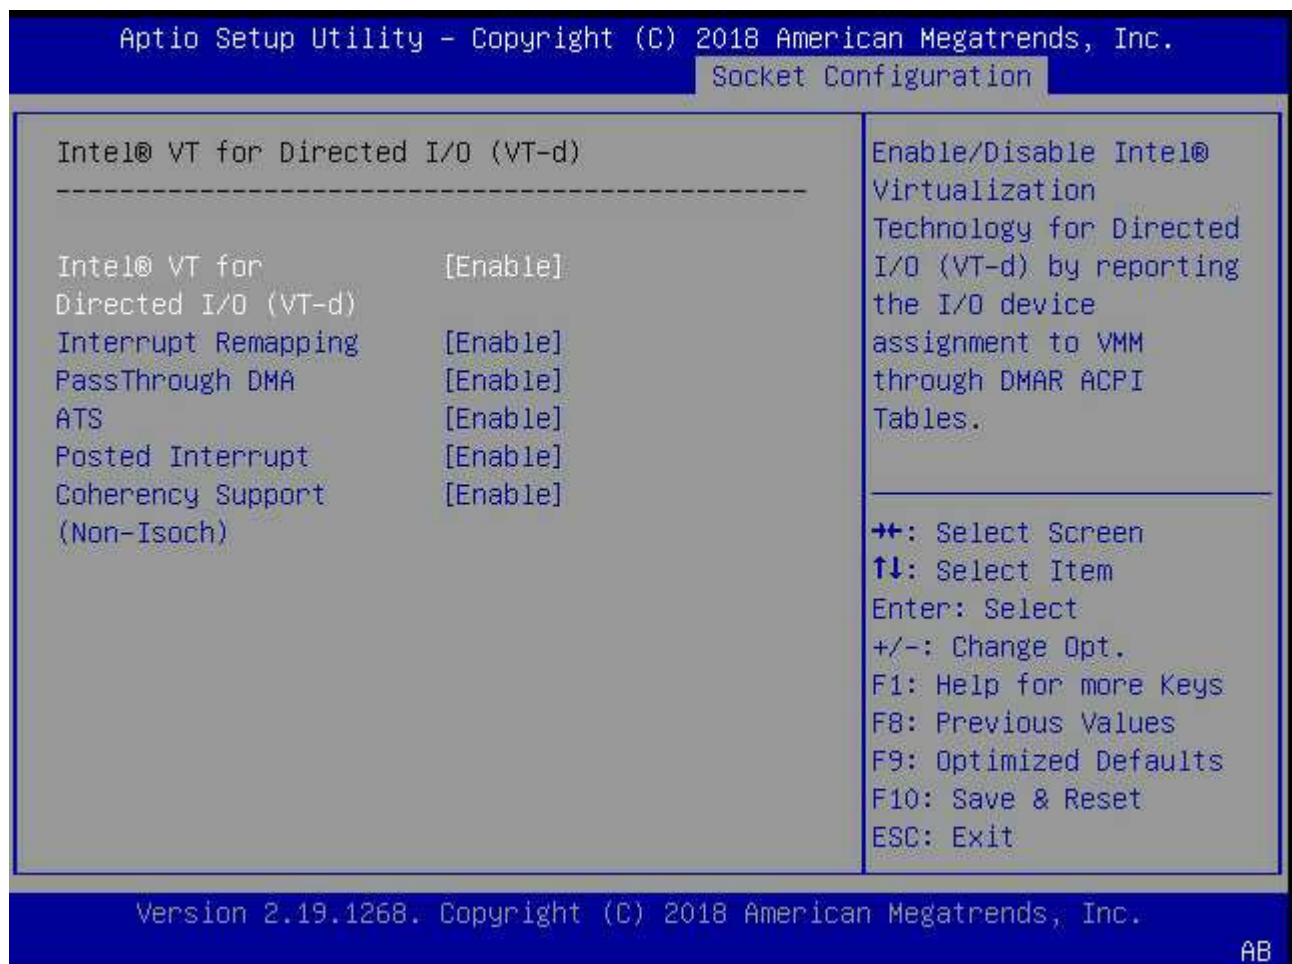 Aptio Setup Utility – Copyright (C) 2018 American Megatrends, Inc.
Socket Configuration
Intel® VT for Directed I/O (VT-d)
-----------------------------------------------
Intel® VT for [Enable]
Directed I/O (VT-d)
Interrupt Remapping [Enable]
PassThrough DMA [Enable]
ATS [Enable]
Posted Interrupt [Enable]
Coherency Support [Enable]
(Non-Isoch)
Enable/Disable Intel®
Virtualization
Technology for Directed
I/O (VT-d) by reporting
the I/O device
assignment to VMM
through DMAR ACPI
Tables.
→←: Select Screen
↑↓: Select Item
Enter: Select
+/-: Change Opt.
F1: Help for more Keys
F8: Previous Values
F9: Optimized Defaults
F10: Save & Reset
ESC: Exit
Version 2.19.1268. Copyright (C) 2018 American Megatrends, Inc.
AB